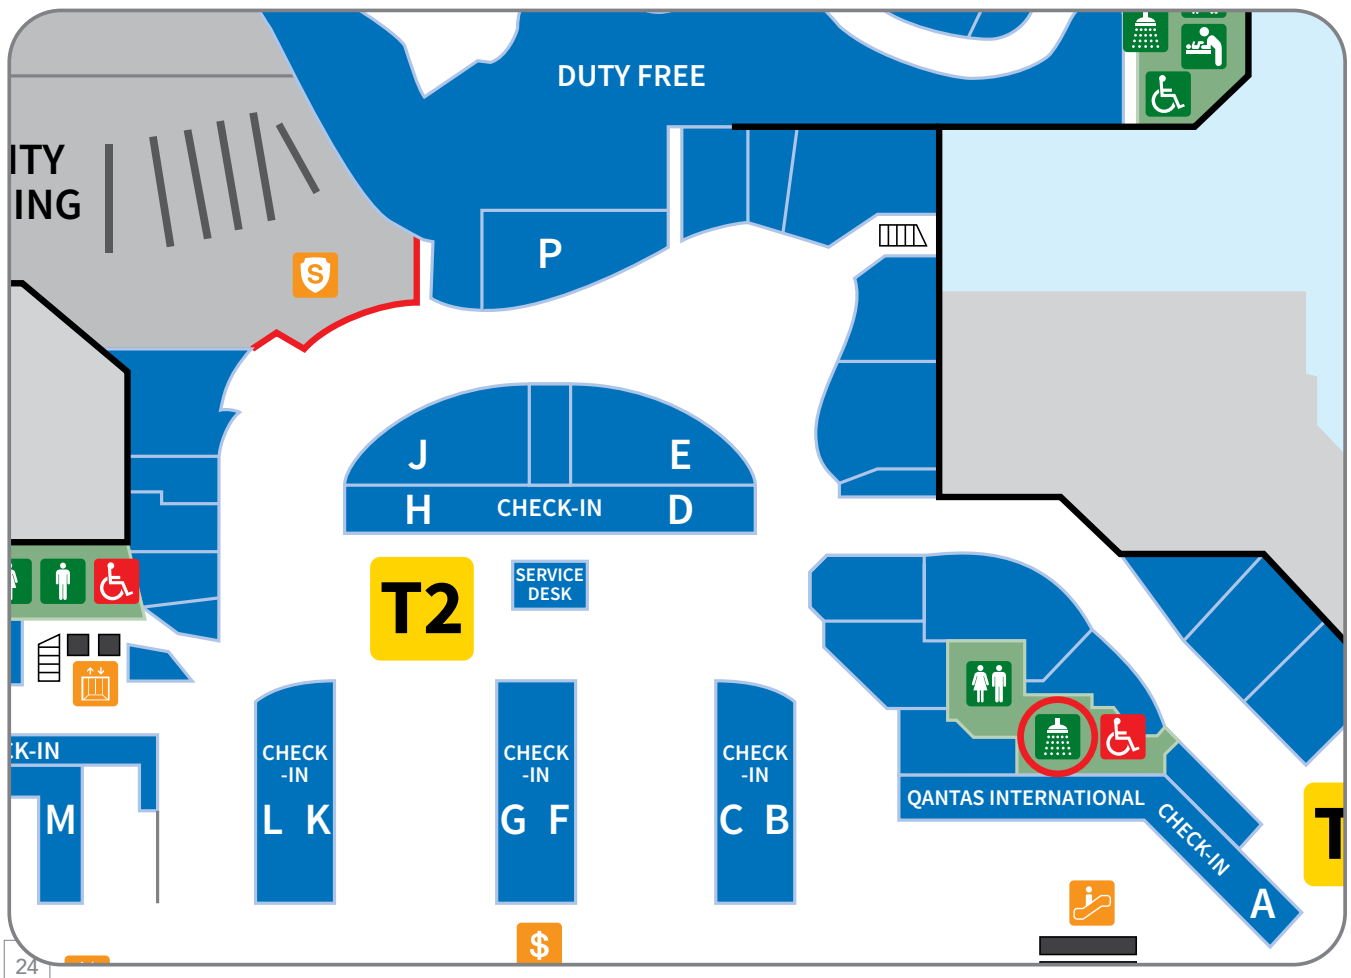 DUTY FREE
ITY
ING
S
P
J
E
H
CHECK-IN
D
T2
SERVICE
DESK
CK-IN
M
CHECK
-IN
L K
CHECK
-IN
G F
CHECK
-IN
C B
QANTAS INTERNATIONAL
CHECK-IN
A
T
$
24